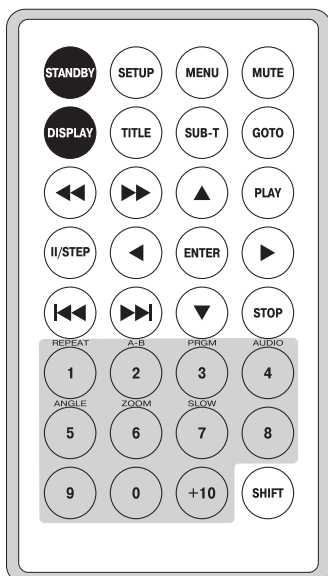 STANDBY SETUP MENU MUTE
DISPLAY TITLE SUB-T GOTO
PLAY
II/STEP ENTER
STOP
REPEAT A-B PRGM AUDIO
1 2 3 4
ANGLE ZOOM SLOW
5 6 7 8
9 0 +10 SHIFT